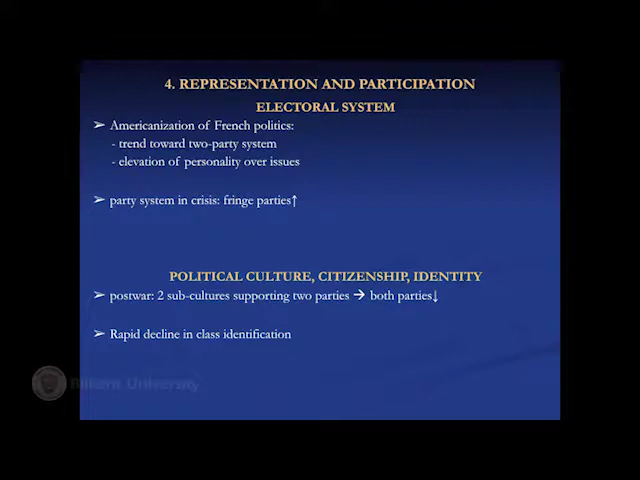 4. REPRESENTATION AND PARTICIPATION
ELECTORAL SYSTEM
➢ Americanization of French politics:
- trend toward two-party system
- elevation of personality over issues
➢ party system in crisis: fringe parties↑
POLITICAL CULTURE, CITIZENSHIP, IDENTITY
➢ postwar: 2 sub-cultures supporting two parties → both parties↓
➢ Rapid decline in class identification
Bilkent University